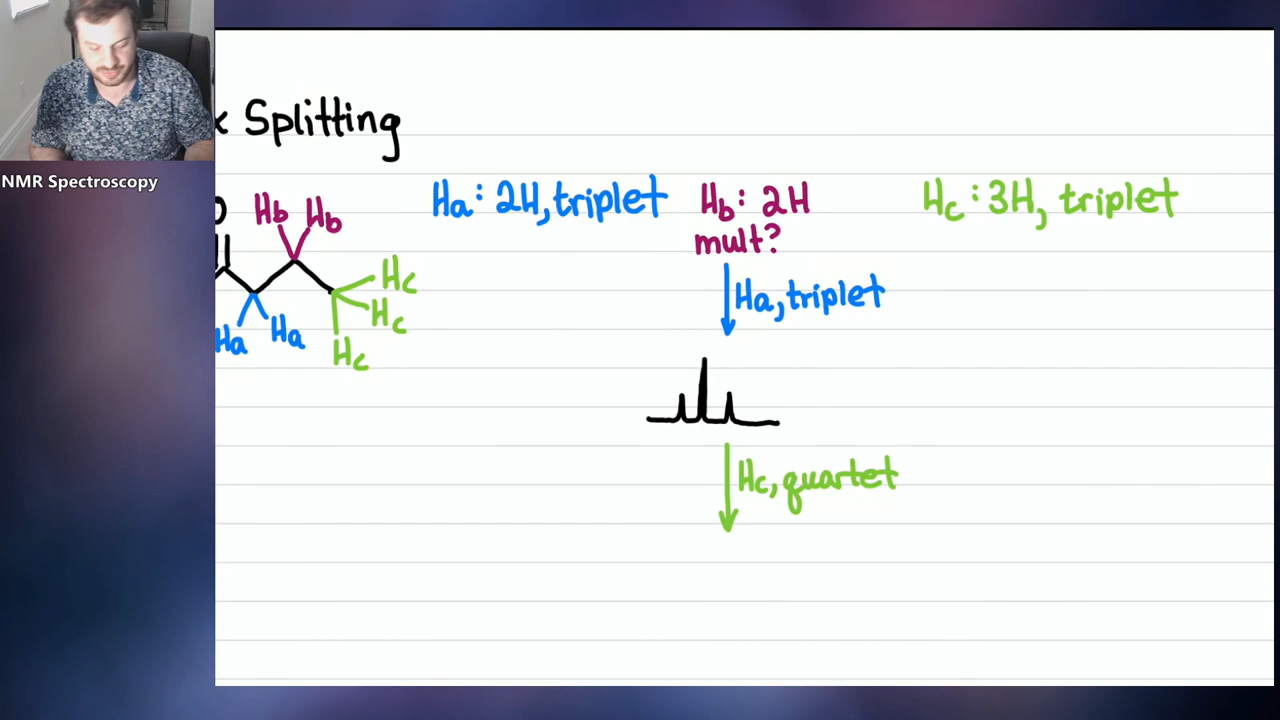 x Splitting
NMR Spectroscopy
Ha: 2H, triplet
Hb: 2H
mult?
Hc: 3H, triplet
O
Hb Hb
Hc
Hc
Hc
Ha Ha
Ha, triplet
Hc, quartet